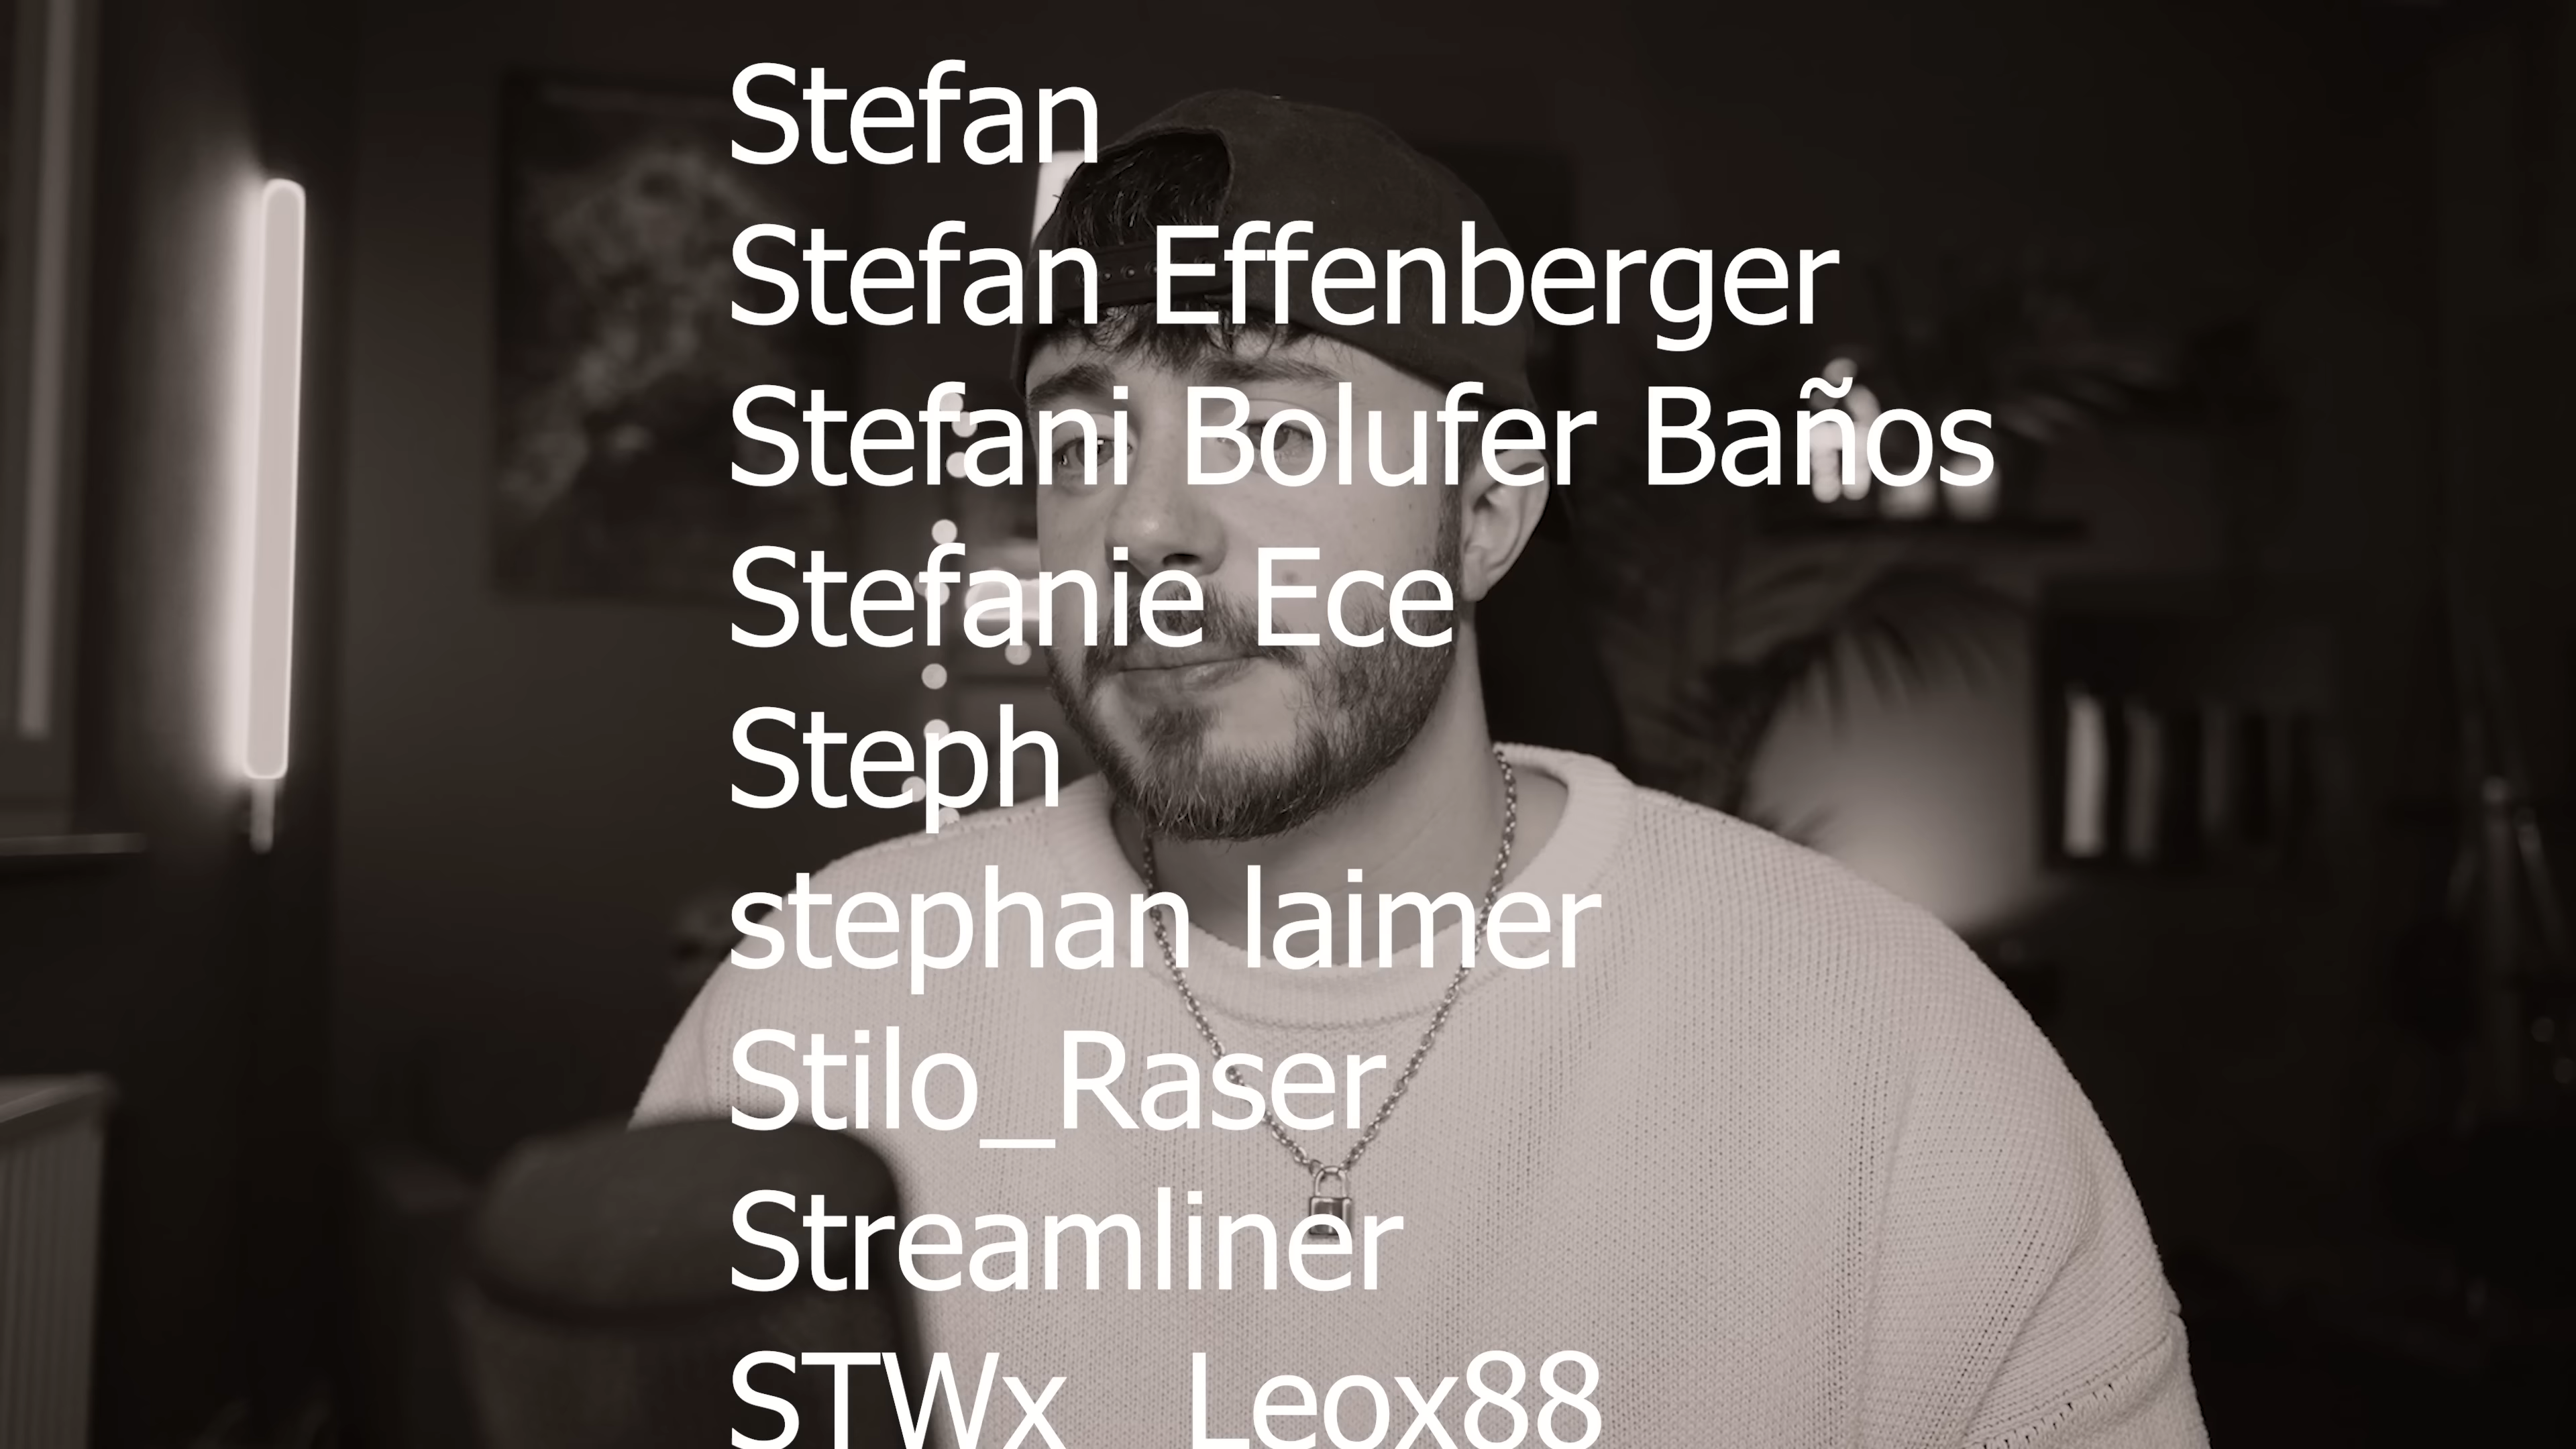 Stefan
Stefan Effenberger
Stefani Bolufer Baños
Stefanie Ece
Steph
stephan laimer
Stilo_Raser
Streamliner
STWx_Leox88